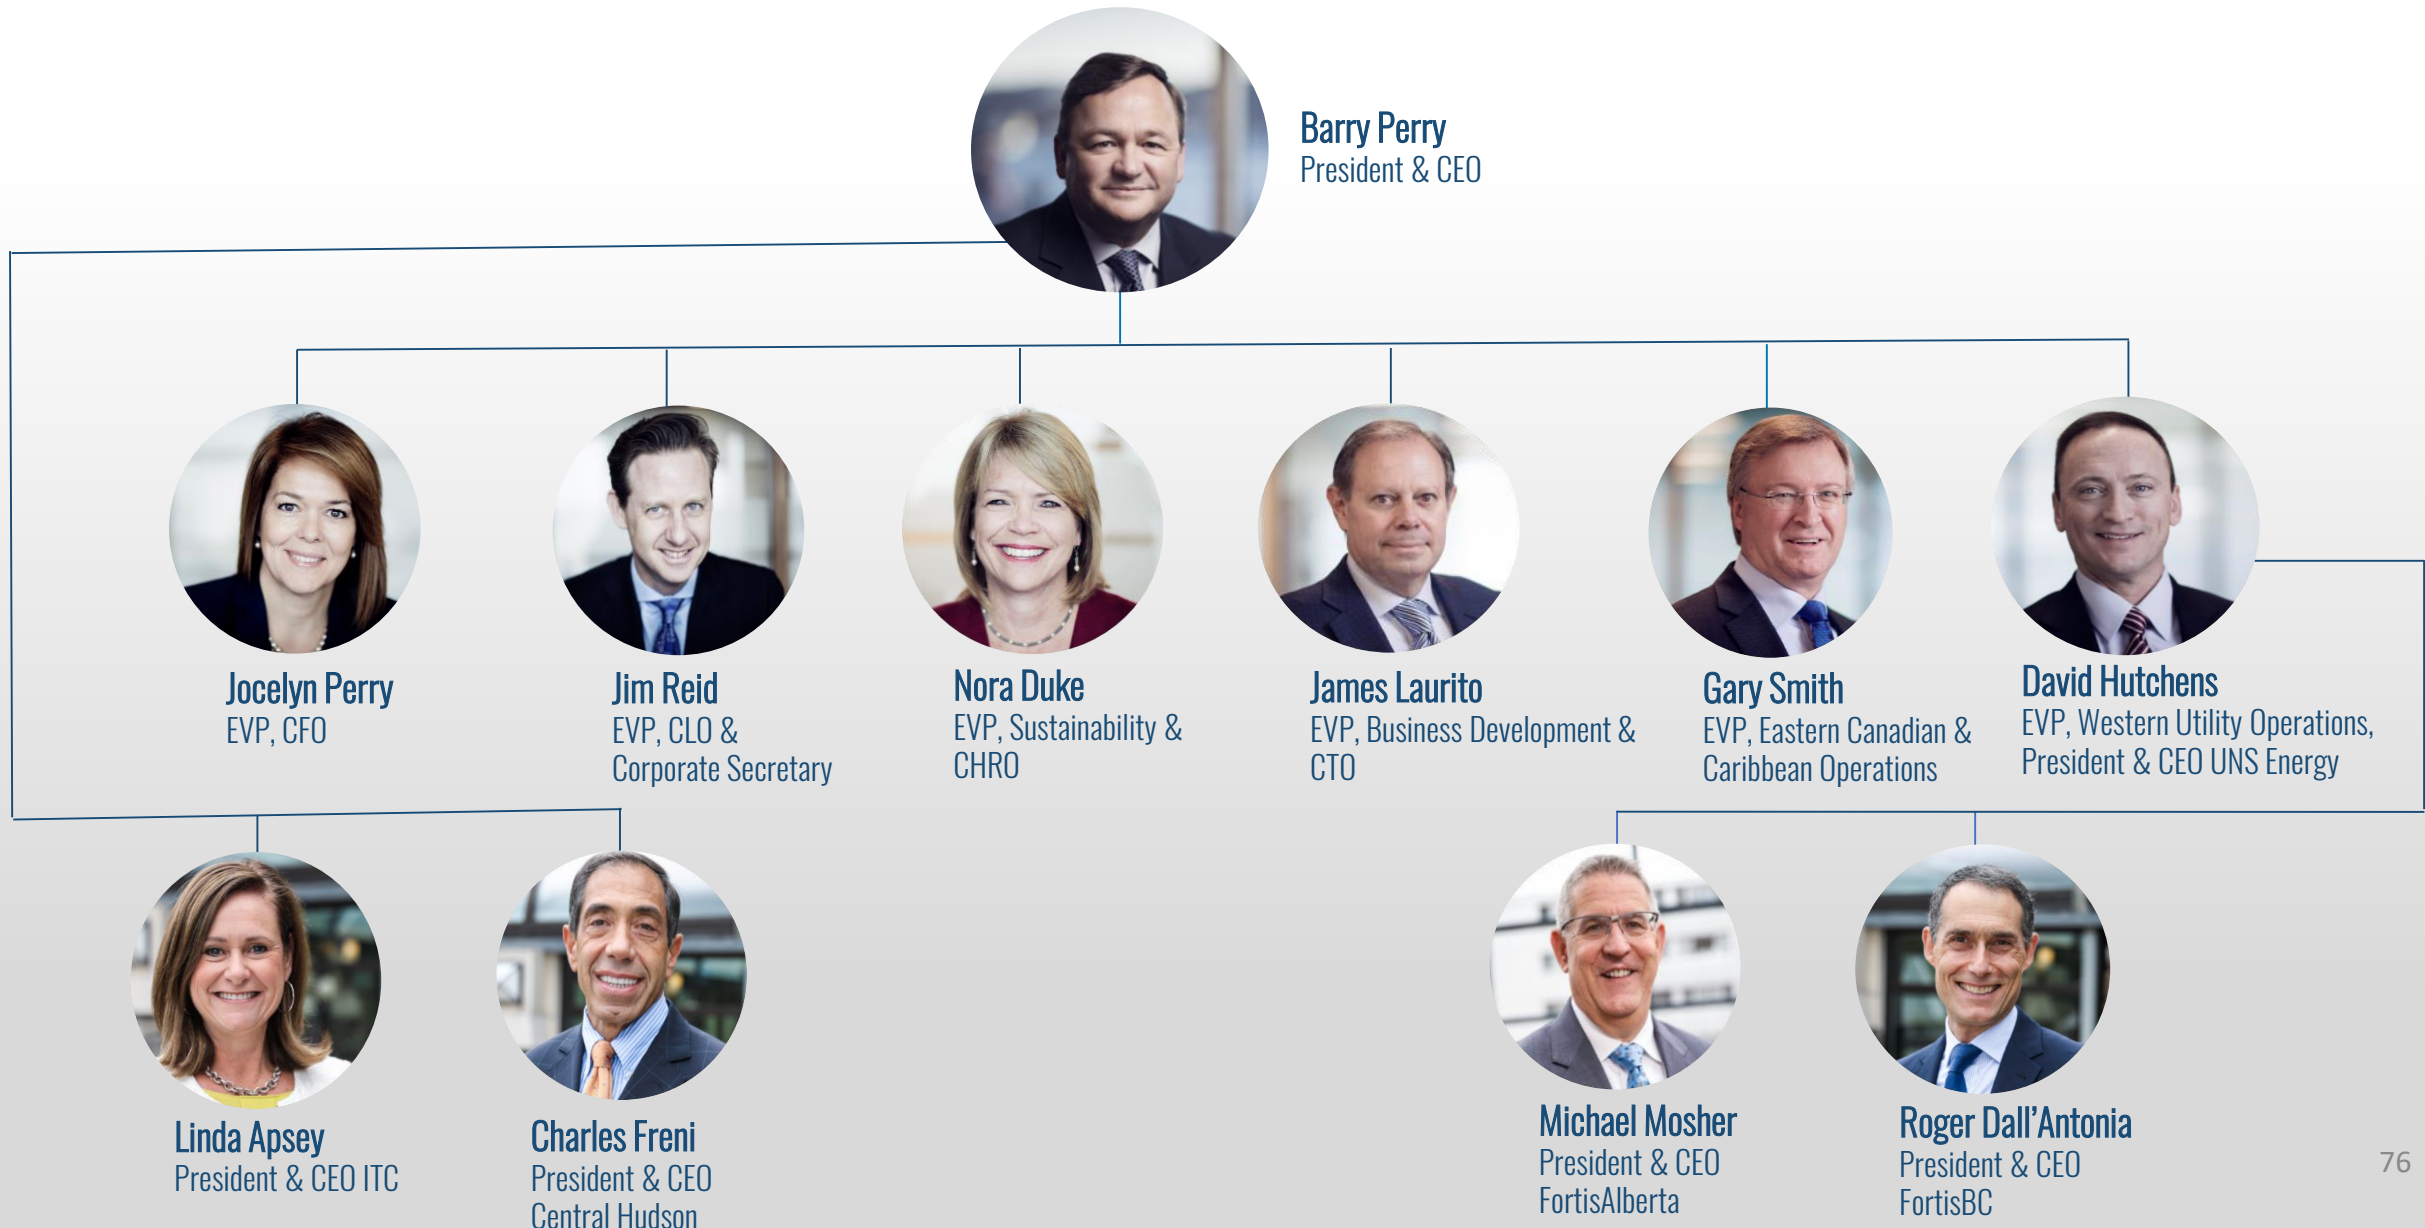 Barry Perry
President & CEO
Jocelyn Perry
EVP, CFO
Jim Reid
EVP, CLO &
Corporate Secretary
Nora Duke
EVP, Sustainability &
CHRO
James Laurito
EVP, Business Development &
CTO
Gary Smith
EVP, Eastern Canadian &
Caribbean Operations
David Hutchens
EVP, Western Utility Operations,
President & CEO UNS Energy
Linda Apsey
President & CEO ITC
Charles Freni
President & CEO
Central Hudson
Michael Mosher
President & CEO
FortisAlberta
Roger Dall’Antonia
President & CEO
FortisBC
76